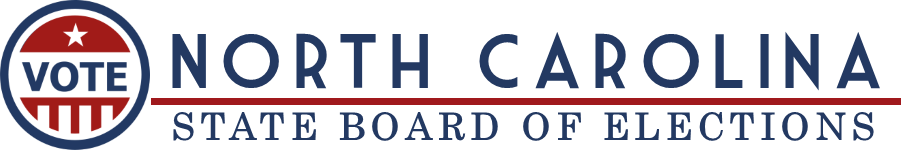 VOTE
NORTH CAROLINA
STATE BOARD OF ELECTIONS